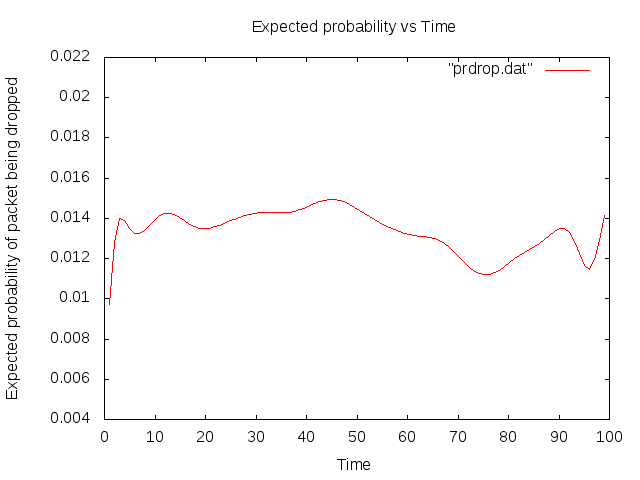 Expected probability vs Time
"prdrop.dat"
Expected probability of packet being dropped
0.022
0.02
0.018
0.016
0.014
0.012
0.01
0.008
0.006
0.004
0 10 20 30 40 50 60 70 80 90 100
Time